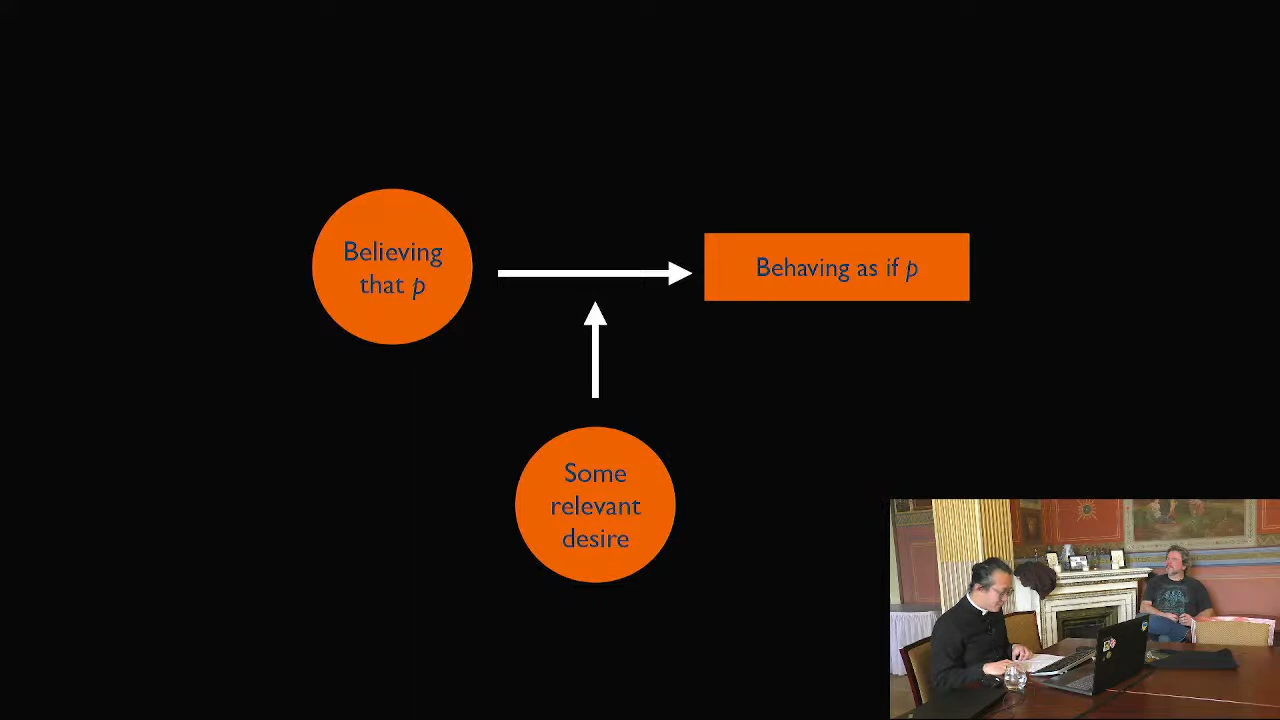 Believing
that p
Behaving as if p
Some
relevant
desire